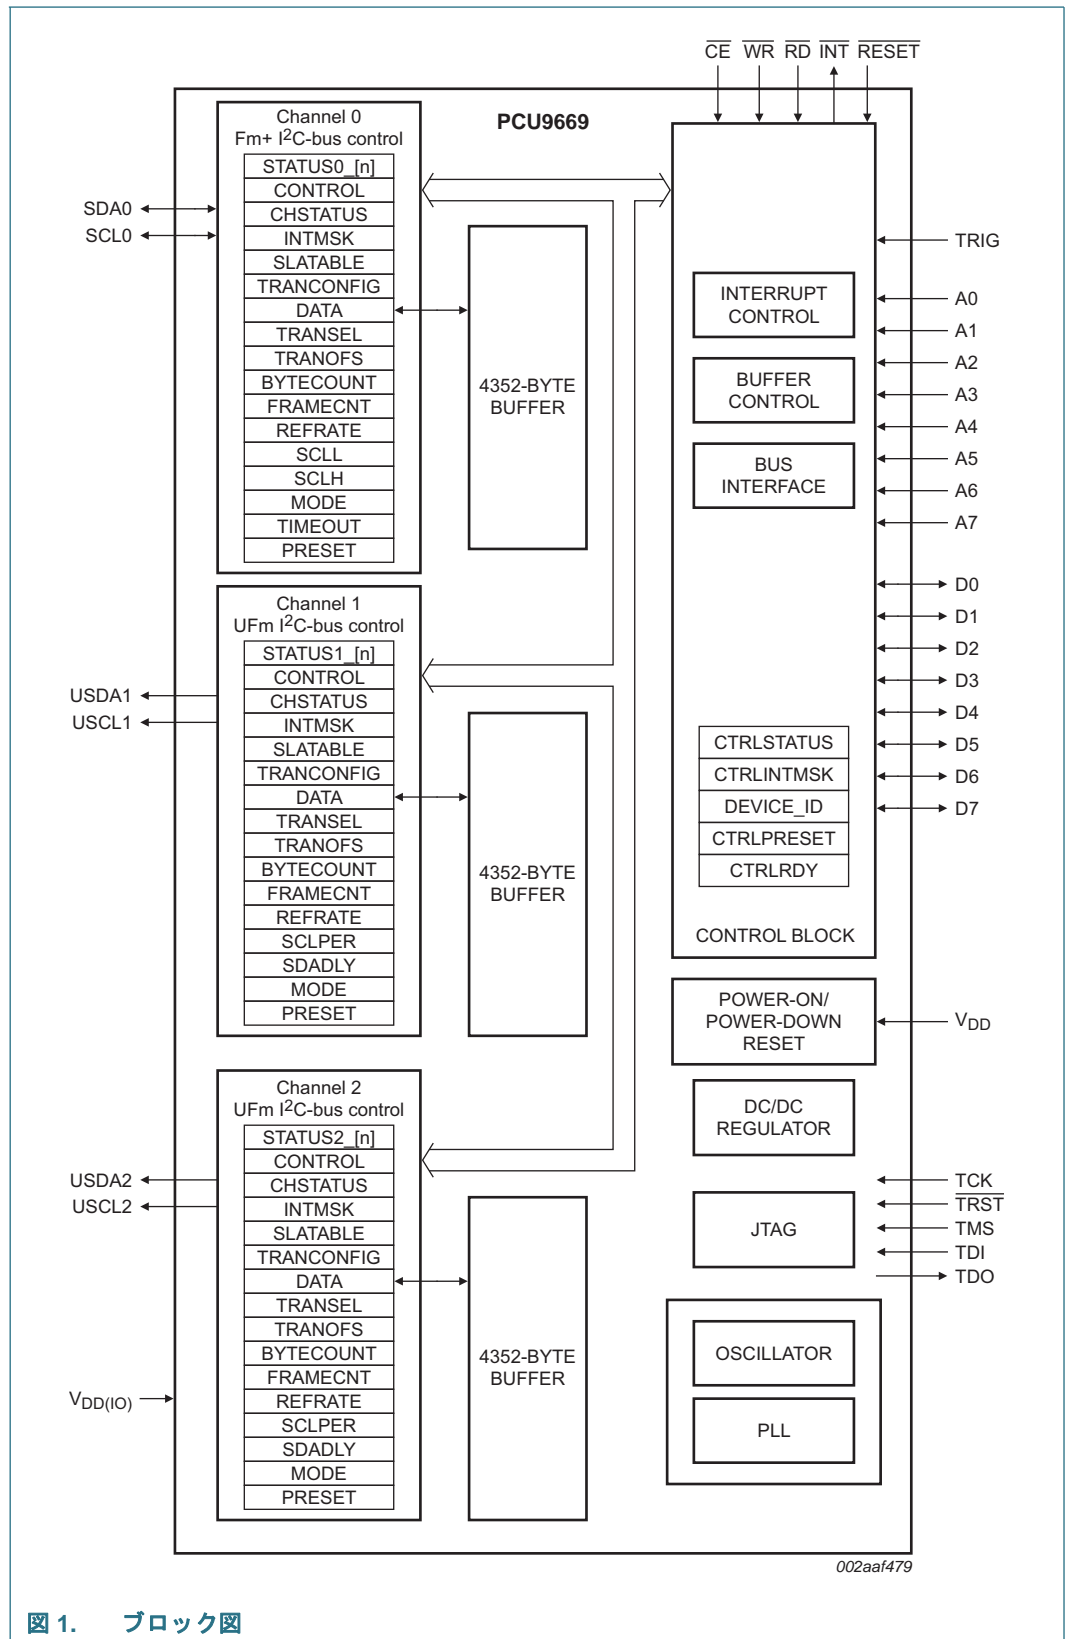 CE WR RD INT RESET
PCU9669
Channel 0
Fm+ I2C-bus control
STATUS0_[n]
CONTROL
CHSTATUS
INTMSK
SLATABLE
TRANCONFIG
DATA
TRANSEL
TRANOFS
BYTECOUNT
FRAMECNT
REFRATE
SCLL
SCLH
MODE
TIMEOUT
PRESET
SDA0
SCL0
4352-BYTE
BUFFER
Channel 1
UFm I2C-bus control
STATUS1_[n]
CONTROL
CHSTATUS
INTMSK
SLATABLE
TRANCONFIG
DATA
TRANSEL
TRANOFS
BYTECOUNT
FRAMECNT
REFRATE
SCLPER
SDADLY
MODE
PRESET
USDA1
USCL1
4352-BYTE
BUFFER
Channel 2
UFm I2C-bus control
STATUS2_[n]
CONTROL
CHSTATUS
INTMSK
SLATABLE
TRANCONFIG
DATA
TRANSEL
TRANOFS
BYTECOUNT
FRAMECNT
REFRATE
SCLPER
SDADLY
MODE
PRESET
USDA2
USCL2
VDD(IO)
4352-BYTE
BUFFER
INTERRUPT
CONTROL
BUFFER
CONTROL
BUS
INTERFACE
CTRLSTATUS
CTRLINTMSK
DEVICE_ID
CTRLPRESET
CTRLRDY
CONTROL BLOCK
TRIG
A0
A1
A2
A3
A4
A5
A6
A7
D0
D1
D2
D3
D4
D5
D6
D7
POWER-ON/
POWER-DOWN
RESET
VDD
DC/DC
REGULATOR
JTAG
TCK
TRST
TMS
TDI
TDO
OSCILLATOR
PLL
002aaf479
図 1. ブロック図